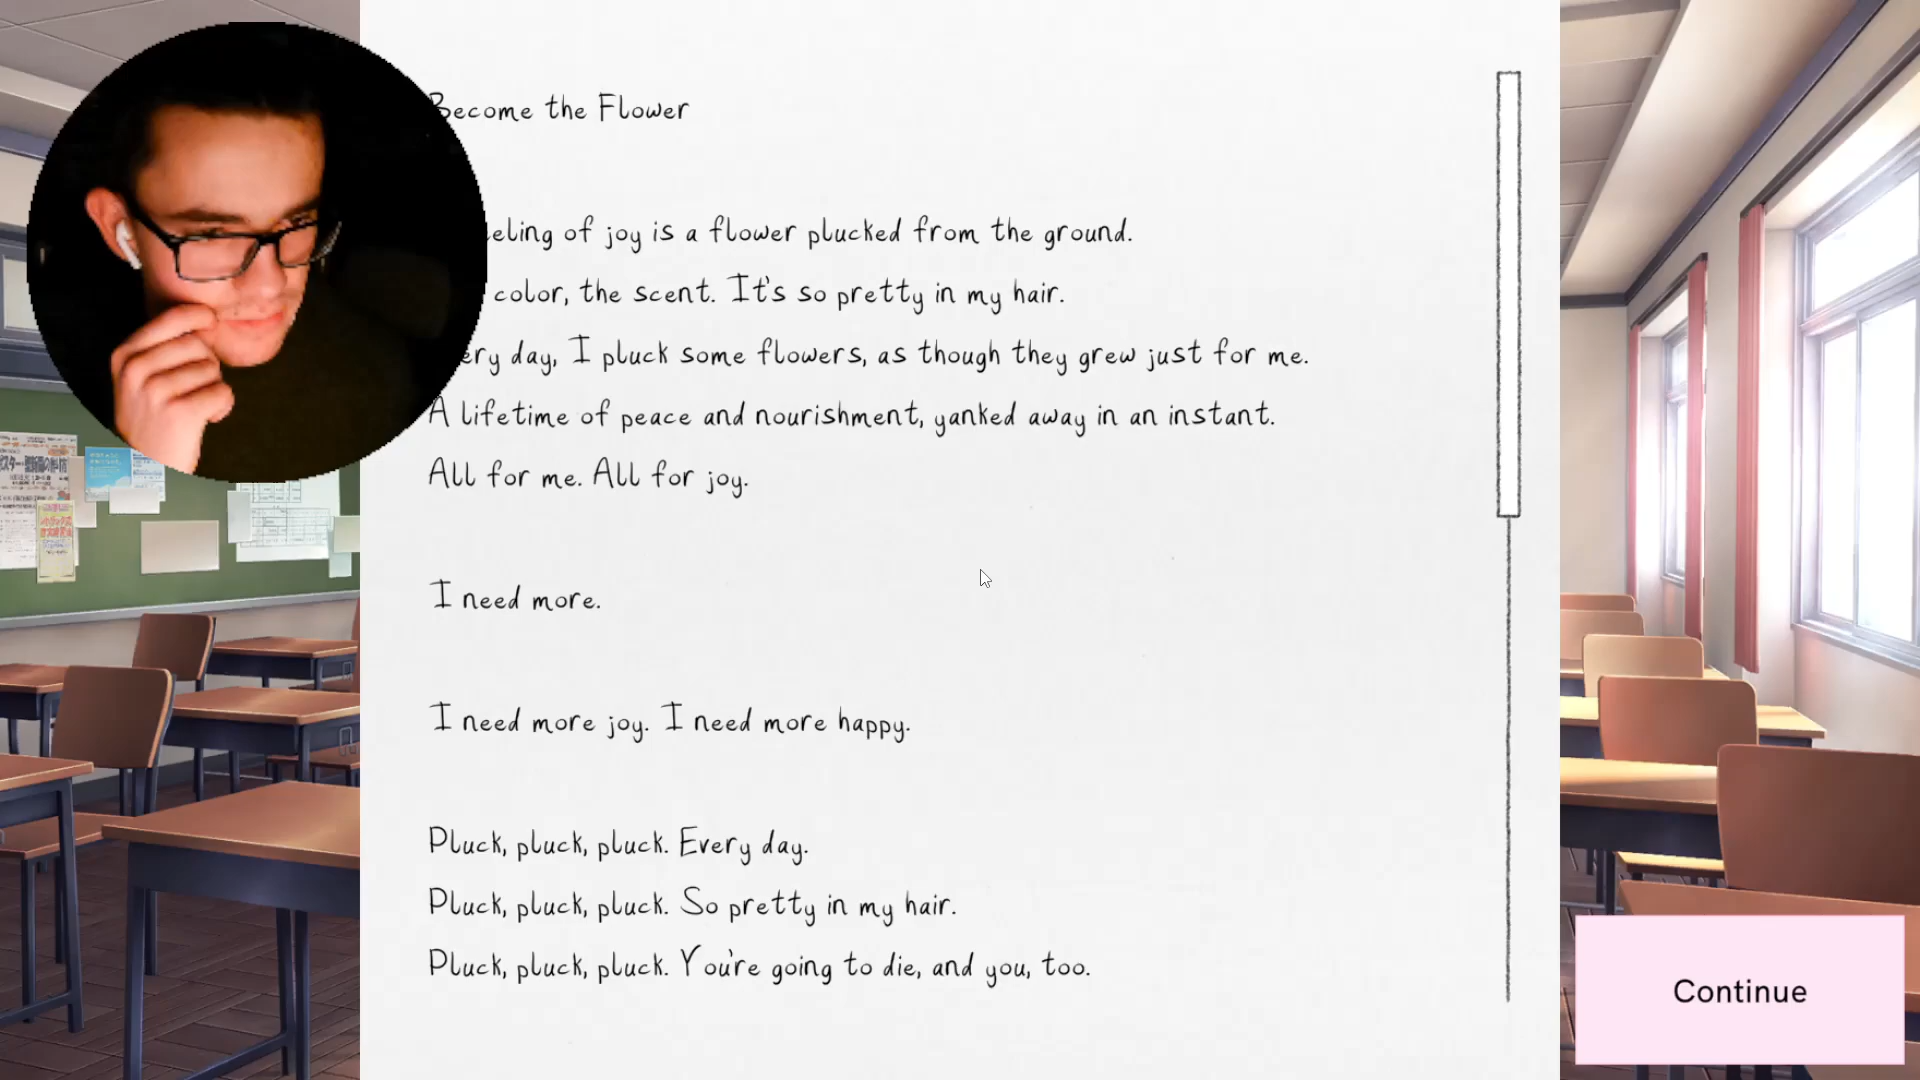 Become the Flower
eling of joy is a flower plucked from the ground.
color, the scent. It's so pretty in my hair.
ery day, I pluck some flowers, as though they grew just for me.
A lifetime of peace and nourishment, yanked away in an instant.
All for me. All for joy.
I need more.
I need more joy. I need more happy.
Pluck, pluck, pluck. Every day.
Pluck, pluck, pluck. So pretty in my hair.
Pluck, pluck, pluck. You're going to die, and you, too.
Continue